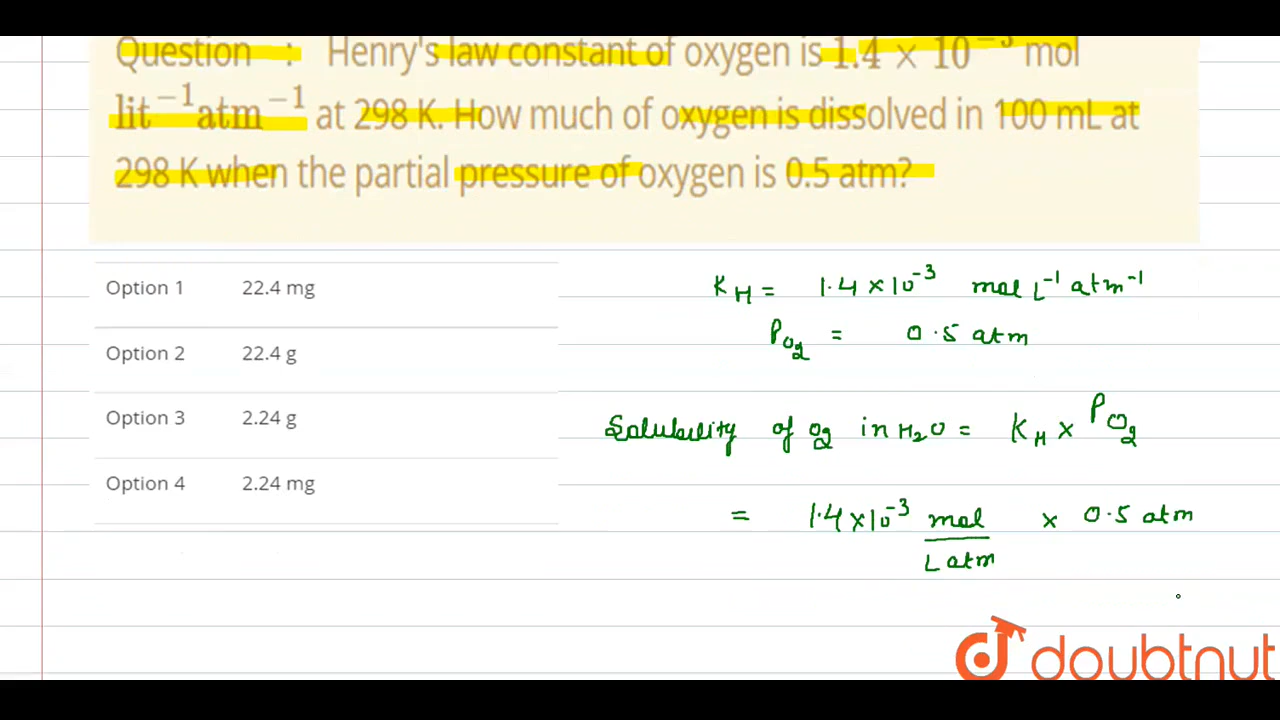 Question : Henry's law constant of oxygen is 1.4 × 10⁻³ mol
lit⁻¹atm⁻¹ at 298 K. How much of oxygen is dissolved in 100 mL at
298 K when the partial pressure of oxygen is 0.5 atm?
Option 1 22.4 mg
Option 2 22.4 g
Option 3 2.24 g
Option 4 2.24 mg
K_H = 1.4 × 10⁻³ mol L⁻¹ atm⁻¹
P_O₂ = 0.5 atm
Solubility of O₂ in H₂O = K_H × P_O₂
= 1.4 × 10⁻³ mol × 0.5 atm
L atm
doubtnut